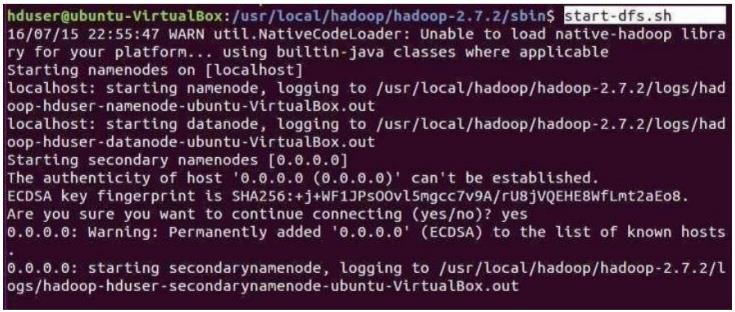 hduser@ubuntu-VirtualBox:/usr/local/hadoop/hadoop-2.7.2/sbin$ start-dfs.sh
16/07/15 22:55:47 WARN util.NativeCodeLoader: Unable to load native-hadoop libra
ry for your platform... using builtin-java classes where applicable
Starting namenodes on [localhost]
localhost: starting namenode, logging to /usr/local/hadoop/hadoop-2.7.2/logs/had
oop-hduser-namenode-ubuntu-VirtualBox.out
localhost: starting datanode, logging to /usr/local/hadoop/hadoop-2.7.2/logs/had
oop-hduser-datanode-ubuntu-VirtualBox.out
Starting secondary namenodes [0.0.0.0]
The authenticity of host '0.0.0.0 (0.0.0.0)' can't be established.
ECDSA key fingerprint is SHA256:+j+WF1JPsOOvl5mgcc7v9A/rU8jVQEHE8WfLmt2aEo8.
Are you sure you want to continue connecting (yes/no)? yes
0.0.0.0: Warning: Permanently added '0.0.0.0' (ECDSA) to the list of known hosts
.
0.0.0.0: starting secondarynamenode, logging to /usr/local/hadoop/hadoop-2.7.2/l
ogs/hadoop-hduser-secondarynamenode-ubuntu-VirtualBox.out